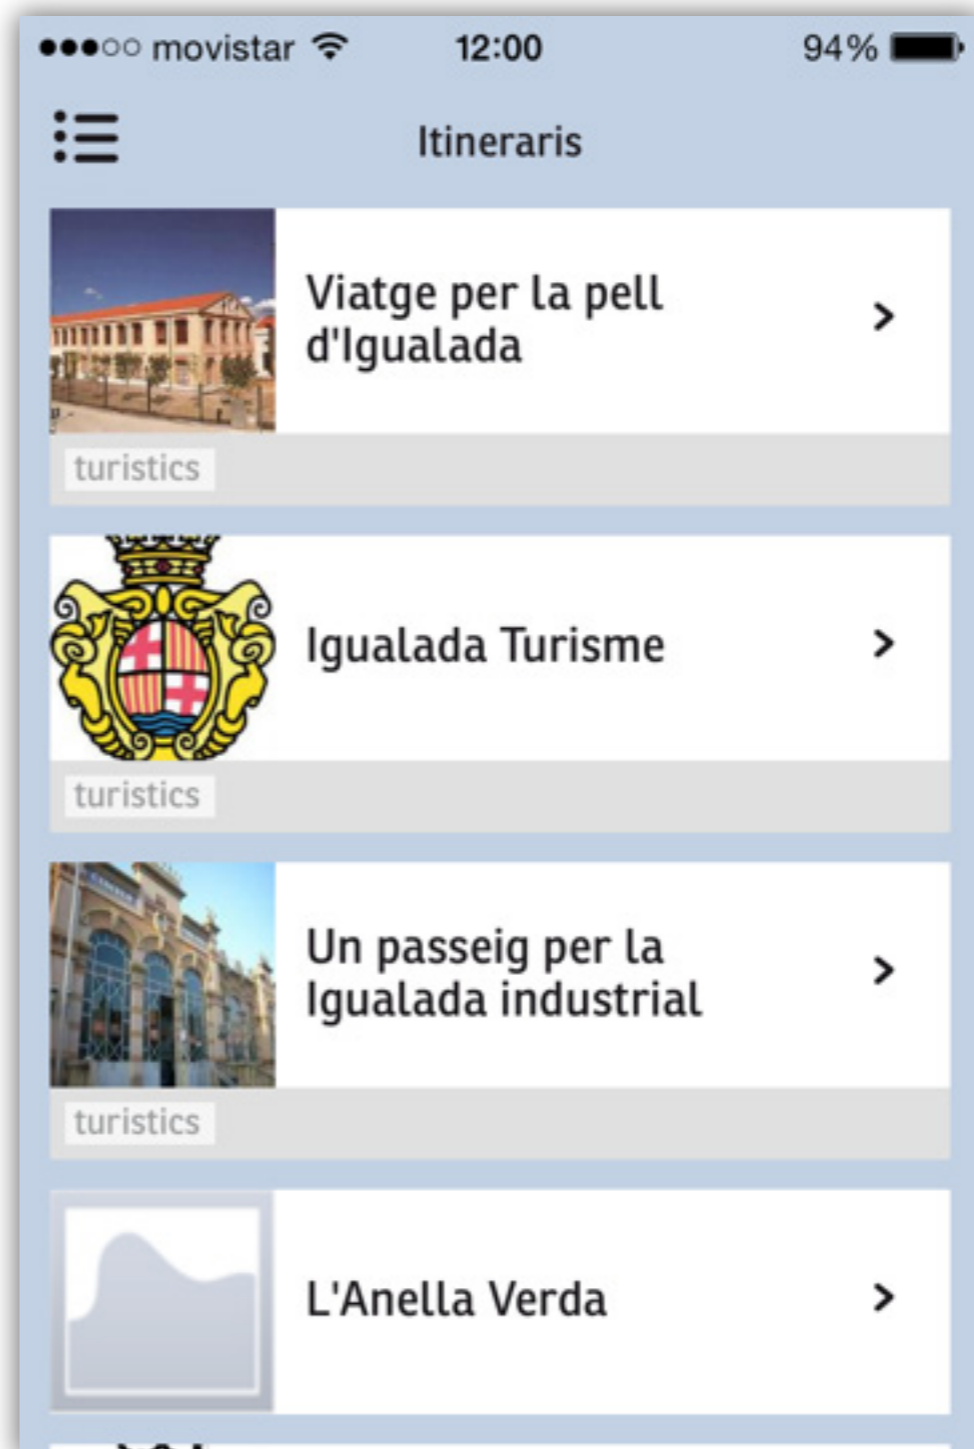 movistar 12:00 94%
Itineraris
Viatge per la pell
d'Igualada
turistics
Igualada Turisme
turistics
Un passeig per la
Igualada industrial
turistics
L'Anella Verda